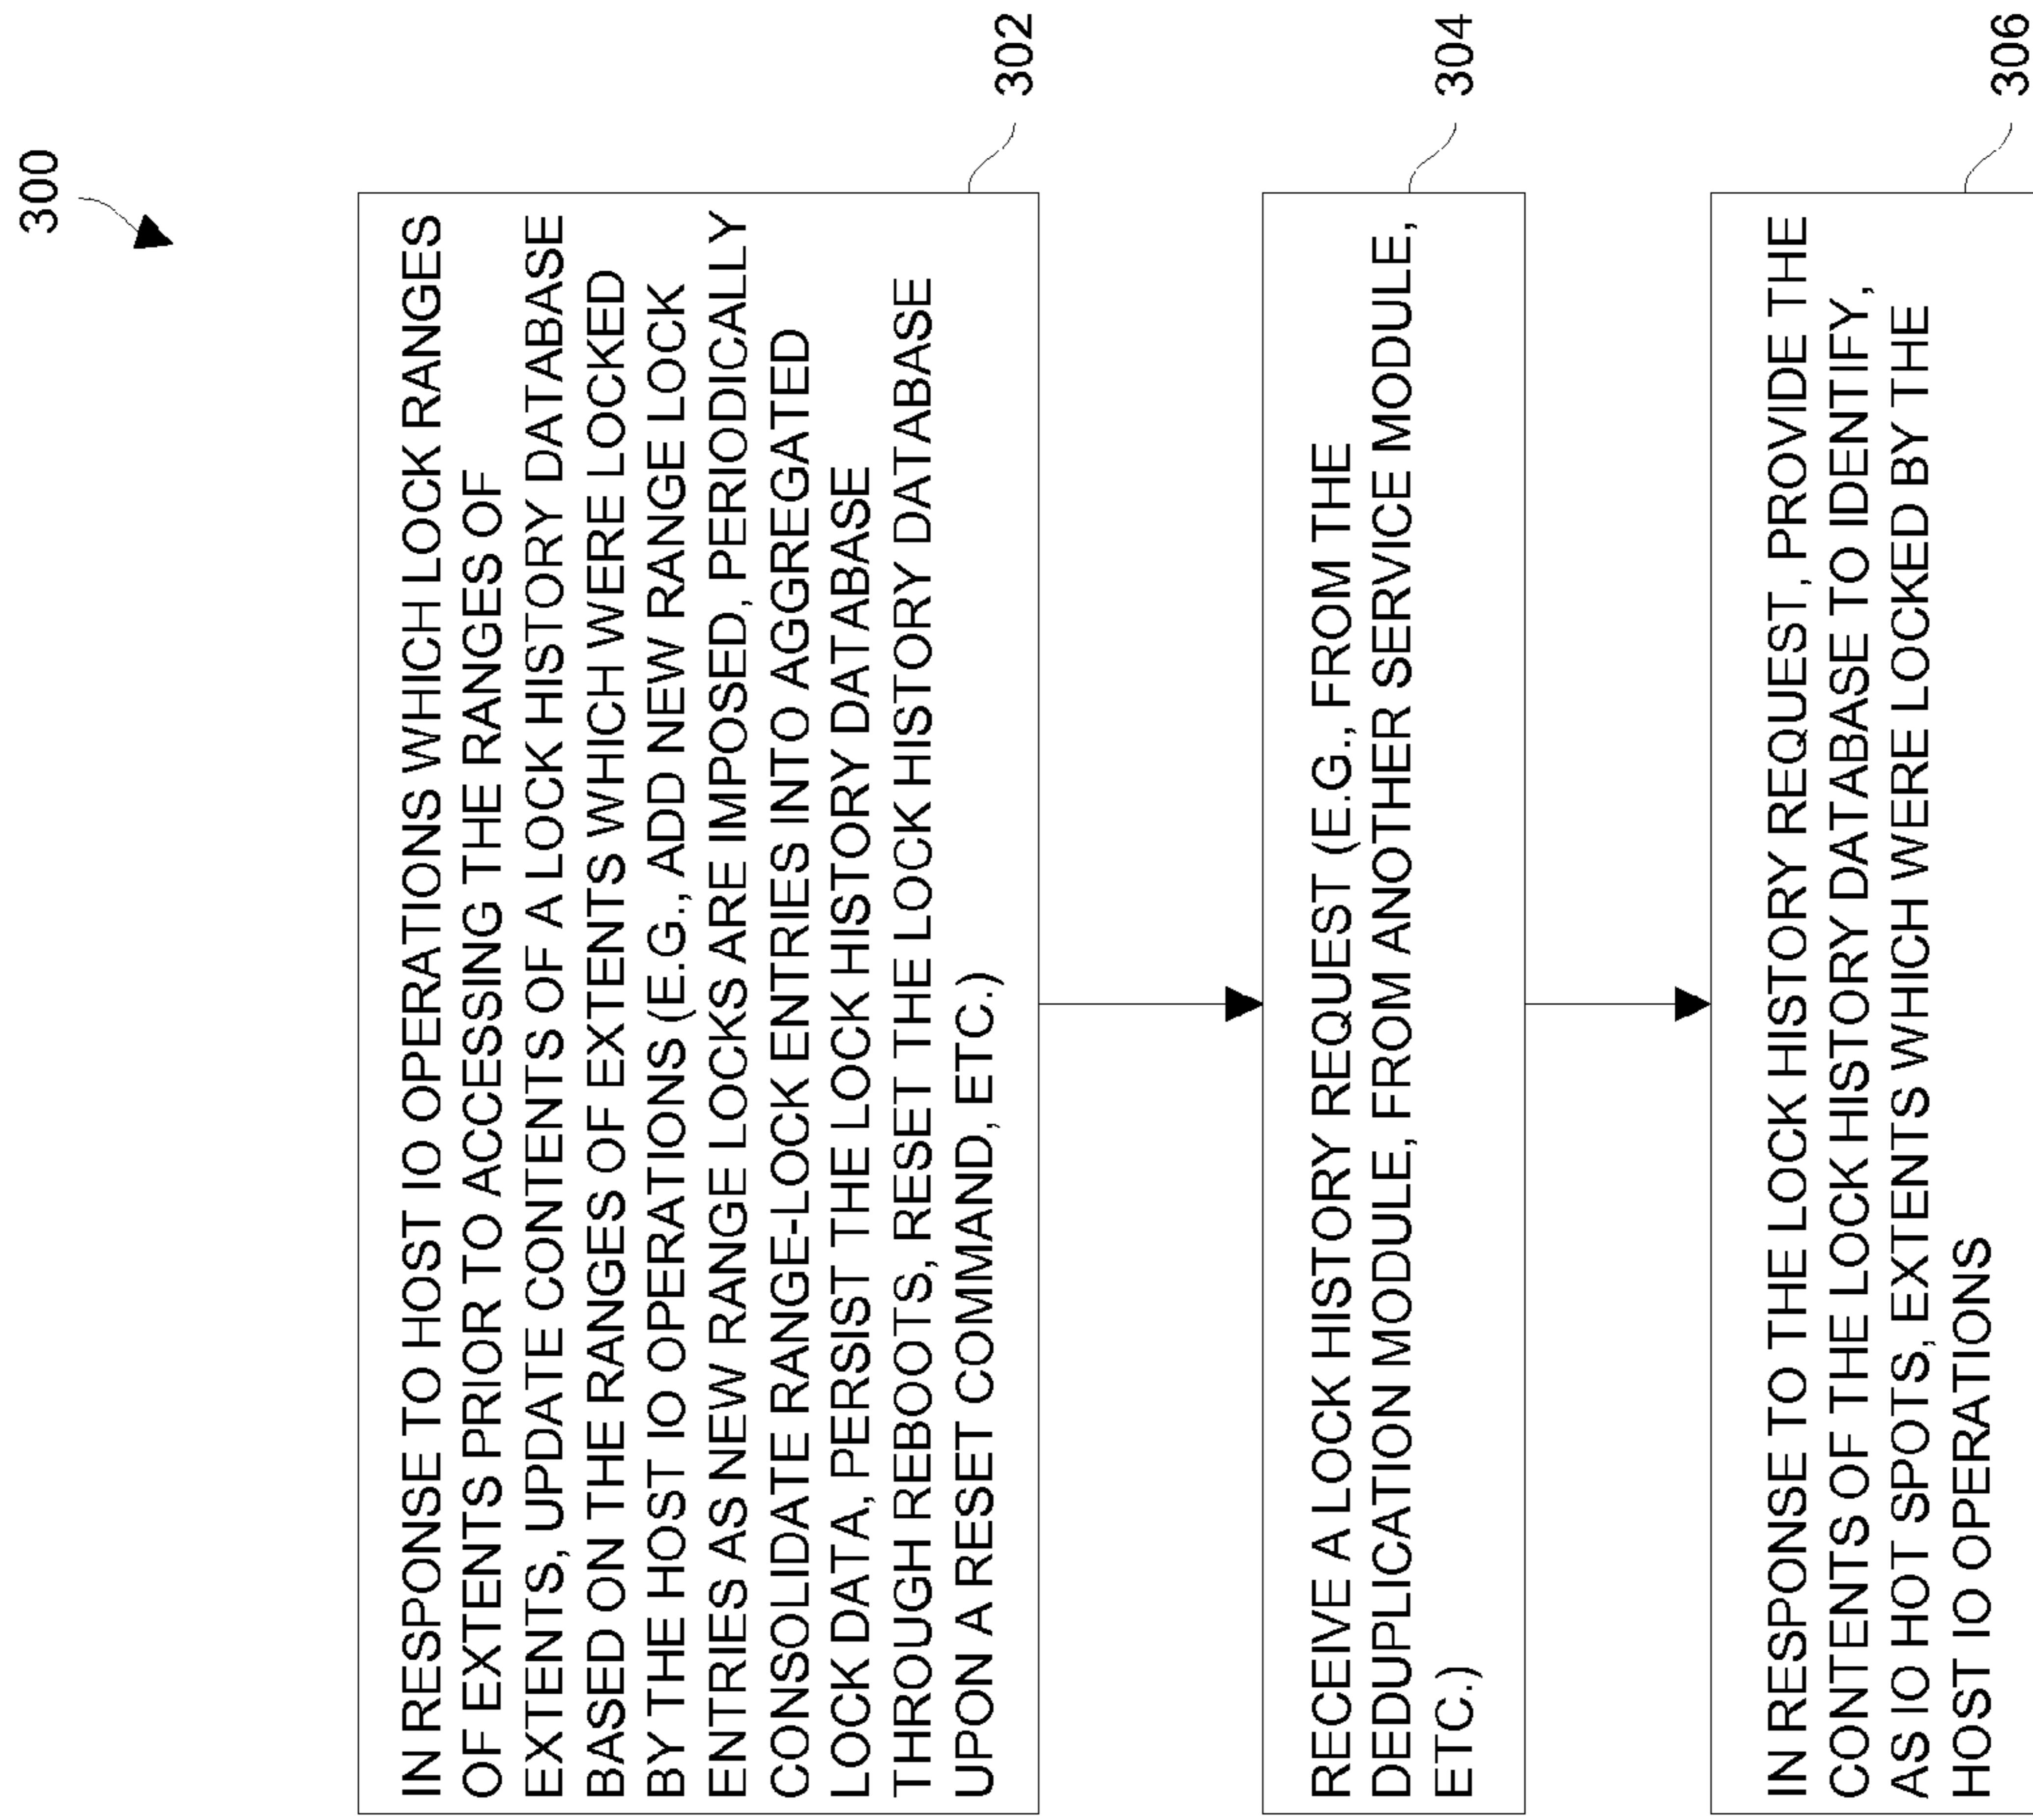 300
IN RESPONSE TO HOST IO OPERATIONS WHICH LOCK RANGES
OF EXTENTS PRIOR TO ACCESSING THE RANGES OF
EXTENTS, UPDATE CONTENTS OF A LOCK HISTORY DATABASE
BASED ON THE RANGES OF EXTENTS WHICH WERE LOCKED
BY THE HOST IO OPERATIONS (E.G., ADD NEW RANGE LOCK
ENTRIES AS NEW RANGE LOCKS ARE IMPOSED, PERIODICALLY
CONSOLIDATE RANGE-LOCK ENTRIES INTO AGGREGATED
LOCK DATA, PERSIST THE LOCK HISTORY DATABASE
THROUGH REBOOTS, RESET THE LOCK HISTORY DATABASE
UPON A RESET COMMAND, ETC.)
302
RECEIVE A LOCK HISTORY REQUEST (E.G., FROM THE
DEDUPLICATION MODULE, FROM ANOTHER SERVICE MODULE,
ETC.)
304
IN RESPONSE TO THE LOCK HISTORY REQUEST, PROVIDE THE
CONTENTS OF THE LOCK HISTORY DATABASE TO IDENTIFY,
AS IO HOT SPOTS, EXTENTS WHICH WERE LOCKED BY THE
HOST IO OPERATIONS
306